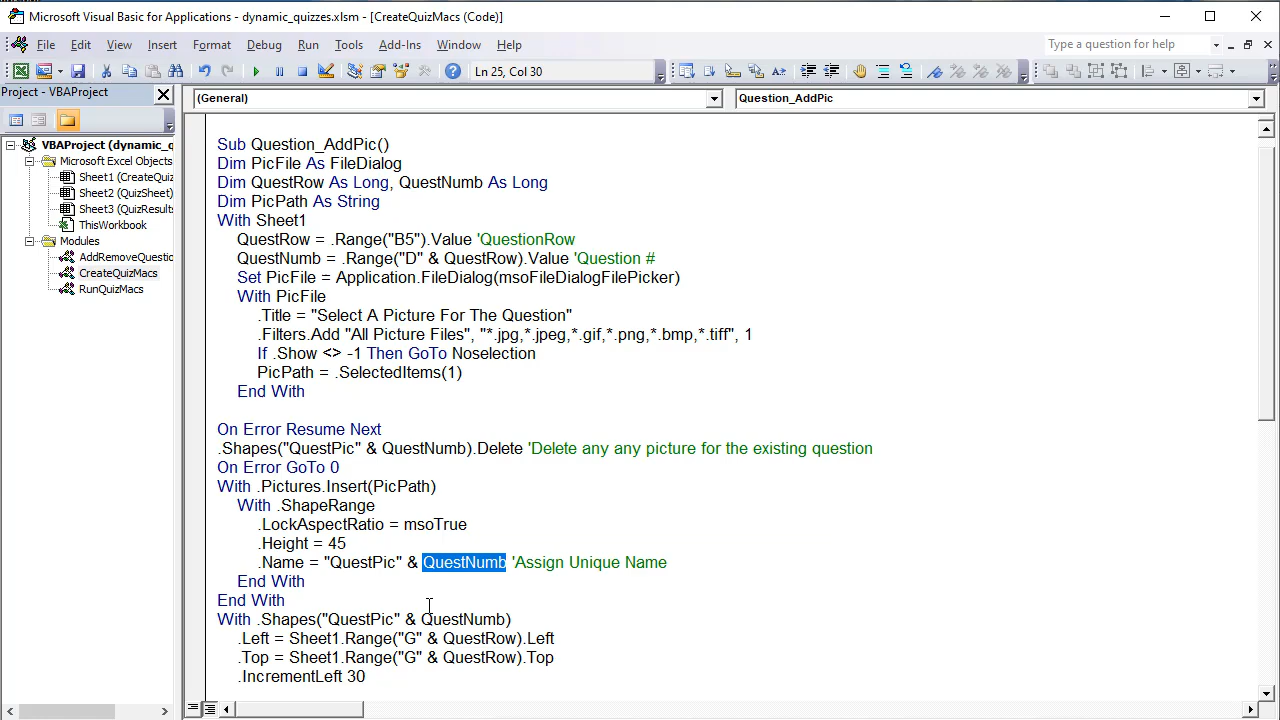 Microsoft Visual Basic for Applications - dynamic_quizzes.xlsm - [CreateQuizMacs (Code)]
File Edit View Insert Format Debug Run Tools Add-Ins Window Help
Type a question for help
Ln 25, Col 30
Project - VBAProject
(General)
Question_AddPic
VBAProject (dynamic_q
Microsoft Excel Objects
Sheet1 (CreateQuiz
Sheet2 (QuizSheet)
Sheet3 (QuizResults
ThisWorkbook
Modules
AddRemoveQuestio
CreateQuizMacs
RunQuizMacs
Sub Question_AddPic()
Dim PicFile As FileDialog
Dim QuestRow As Long, QuestNumb As Long
Dim PicPath As String
With Sheet1
QuestRow = .Range("B5").Value 'QuestionRow
QuestNumb = .Range("D" & QuestRow).Value 'Question #
Set PicFile = Application.FileDialog(msoFileDialogFilePicker)
With PicFile
.Title = "Select A Picture For The Question"
.Filters.Add "All Picture Files", "*.jpg,*.jpeg,*.gif,*.png,*.bmp,*.tiff", 1
If .Show <> -1 Then GoTo Noselection
PicPath = .SelectedItems(1)
End With
On Error Resume Next
.Shapes("QuestPic" & QuestNumb).Delete 'Delete any any picture for the existing question
On Error GoTo 0
With .Pictures.Insert(PicPath)
With .ShapeRange
.LockAspectRatio = msoTrue
.Height = 45
.Name = "QuestPic" & QuestNumb 'Assign Unique Name
End With
End With
With .Shapes("QuestPic" & QuestNumb)
.Left = Sheet1.Range("G" & QuestRow).Left
.Top = Sheet1.Range("G" & QuestRow).Top
.IncrementLeft 30